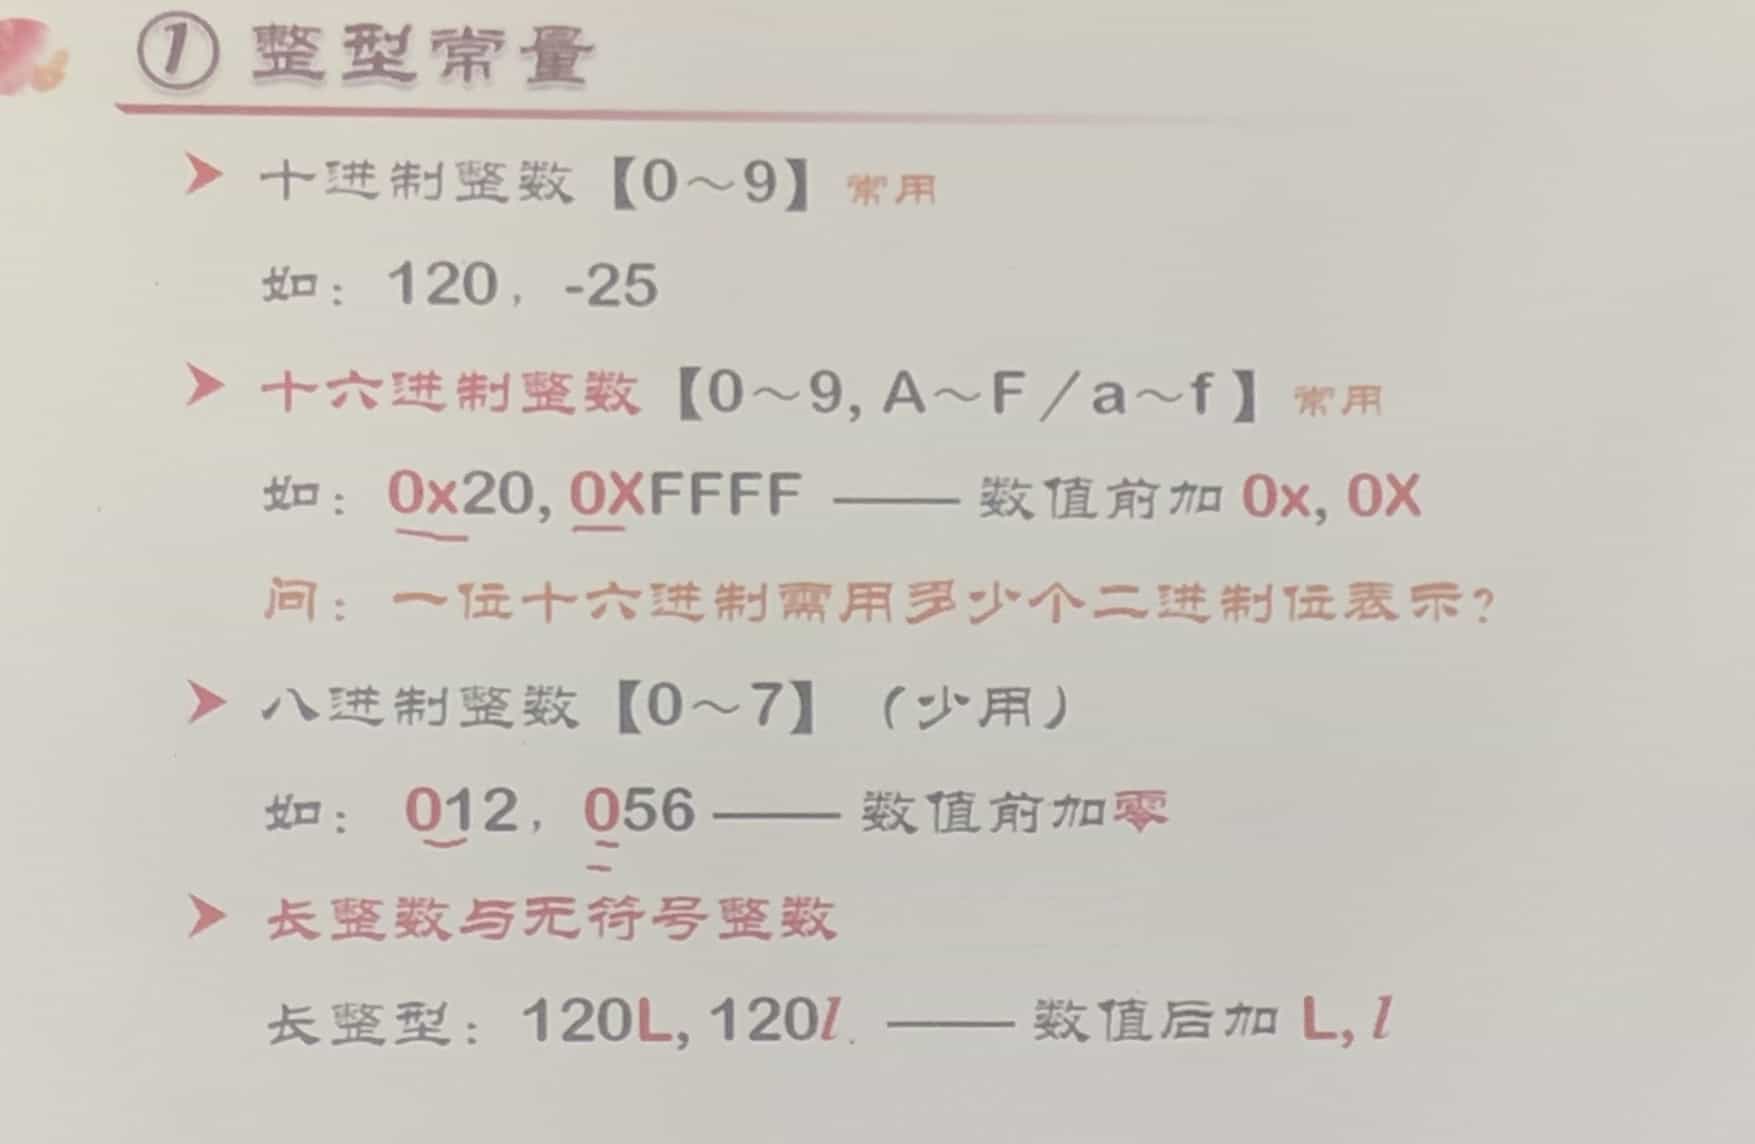 ① 整型常量
十进制整数【0～9】 常用
如：120，-25
十六进制整数【0～9, A～F／a～f 】 常用
如：0x20, 0XFFFF —— 数值前加 0x, 0X
问：一位十六进制需用多少个二进制位表示?
八进制整数【0～7】（少用）
如：012，056 —— 数值前加零
长整数与无符号整数
长整型：120L, 120l. —— 数值后加 L, l